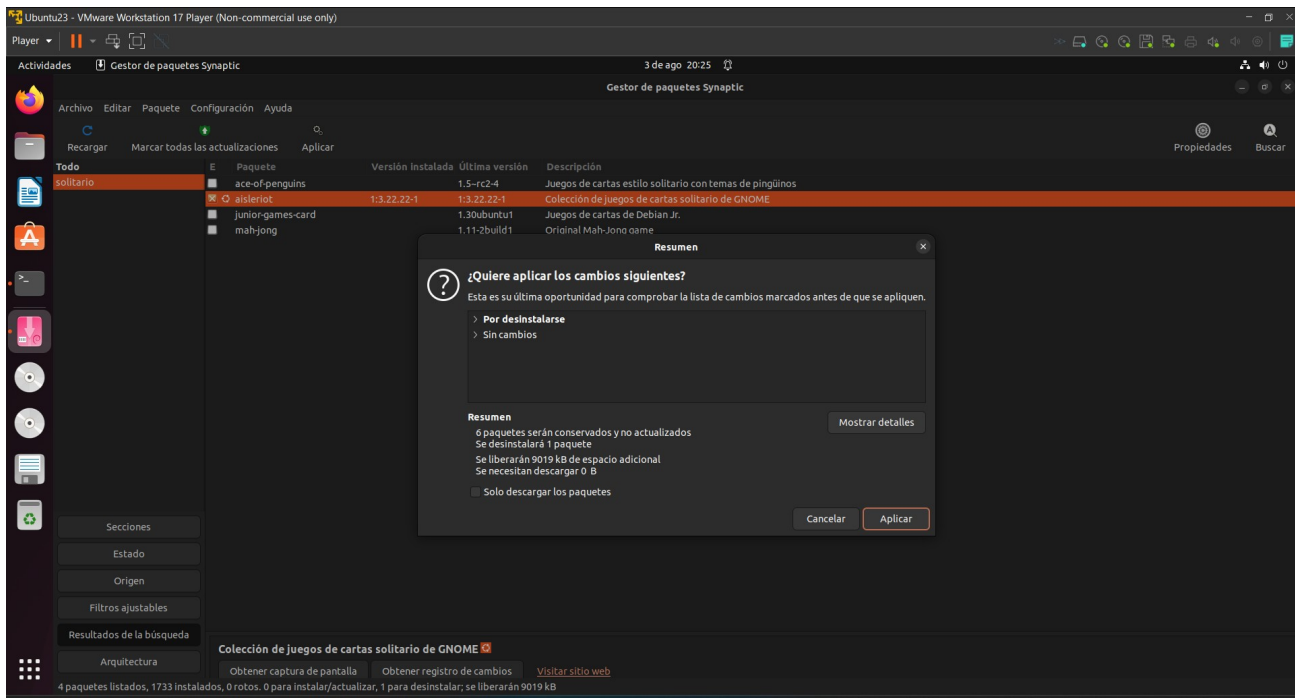 Ubuntu23 - VMware Workstation 17 Player (Non-commercial use only)
Player
Actividades Gestor de paquetes Synaptic 3 de ago 20:25
Gestor de paquetes Synaptic
Archivo Editar Paquete Configuración Ayuda
Recargar Marcar todas las actualizaciones Aplicar Propiedades Buscar
Todo E Paquete Versión instalada Última versión Descripción
solitario ace-of-penguins 1.5~rc2-4 Juegos de cartas estilo solitario con temas de pingüinos
aisleriot 1:3.22.22-1 1:3.22.22-1 Colección de juegos de cartas solitario de GNOME
junior-games-card 1.30ubuntu1 Juegos de cartas de Debian Jr.
mah-jong 1.11-2build1 Original Mah-Jong game
Resumen
¿Quiere aplicar los cambios siguientes?
Esta es su última oportunidad para comprobar la lista de cambios marcados antes de que se apliquen.
Por desinstalarse
Sin cambios
Resumen
Mostrar detalles
6 paquetes serán conservados y no actualizados
Se desinstalará 1 paquete
Se liberarán 9019 kB de espacio adicional
Se necesitan descargar 0 B
Solo descargar los paquetes
Cancelar Aplicar
Secciones
Estado
Origen
Filtros ajustables
Resultados de la búsqueda
Arquitectura
Colección de juegos de cartas solitario de GNOME
Obtener captura de pantalla Obtener registro de cambios Visitar sitio web
4 paquetes listados, 1733 instalados, 0 rotos. 0 para instalar/actualizar, 1 para desinstalar; se liberarán 9019 kB